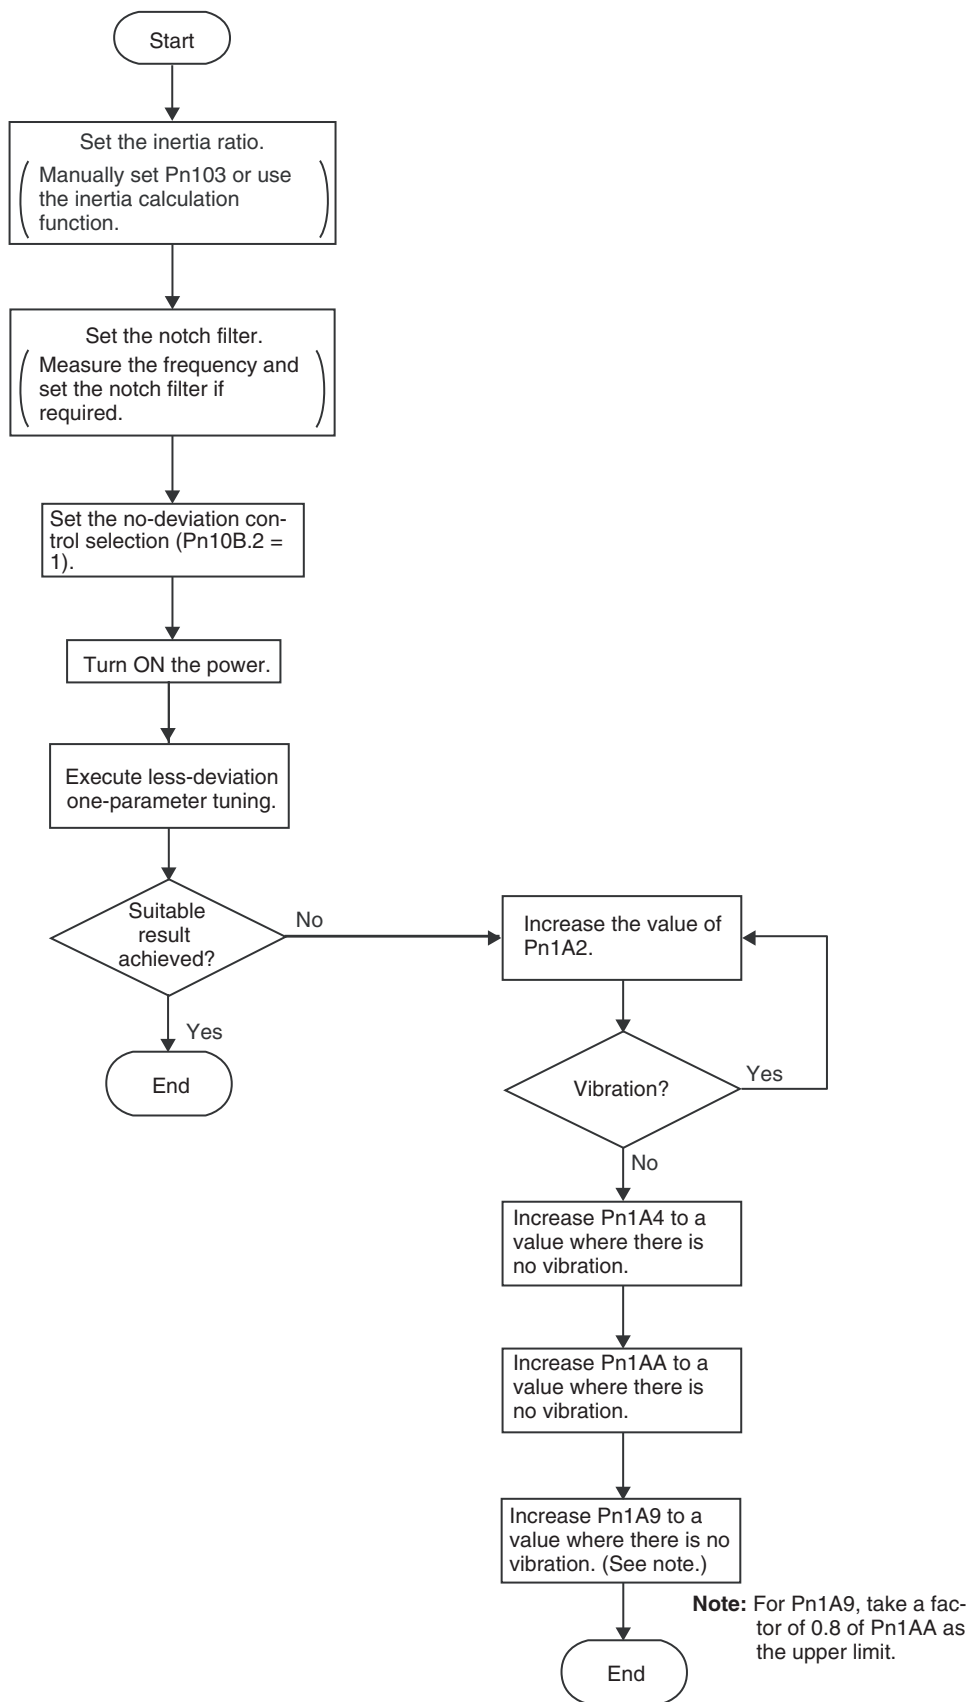 Start
Set the inertia ratio.
Manually set Pn103 or use
the inertia calculation
function.
Set the notch filter.
Measure the frequency and
set the notch filter if
required.
Set the no-deviation con-
trol selection (Pn10B.2 =
1).
Turn ON the power.
Execute less-deviation
one-parameter tuning.
Suitable
result
achieved?
No
Yes
End
Increase the value of
Pn1A2.
Vibration?
Yes
No
Increase Pn1A4 to a
value where there is
no vibration.
Increase Pn1AA to a
value where there is
no vibration.
Increase Pn1A9 to a
value where there is no
vibration. (See note.)
Note: For Pn1A9, take a fac-
tor of 0.8 of Pn1AA as
the upper limit.
End